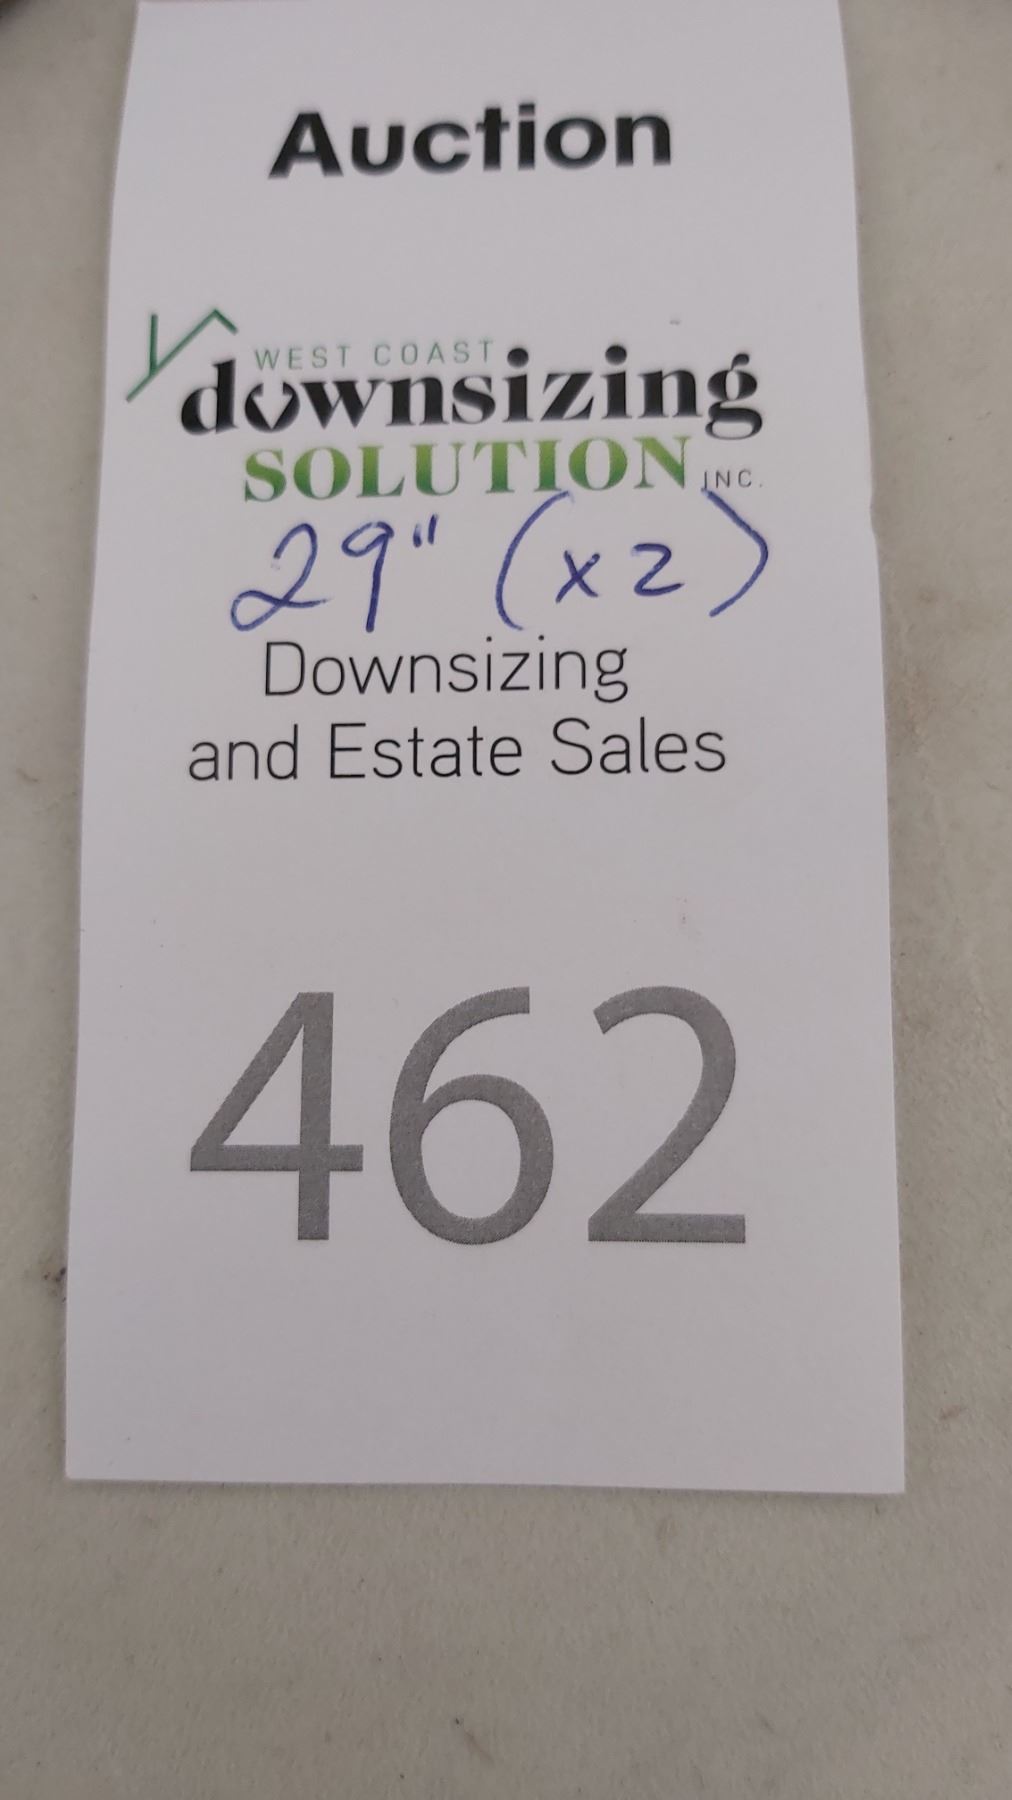 Auction
WEST COAST
downsizing
SOLUTION INC.
29" (x2)
Downsizing
and Estate Sales
462